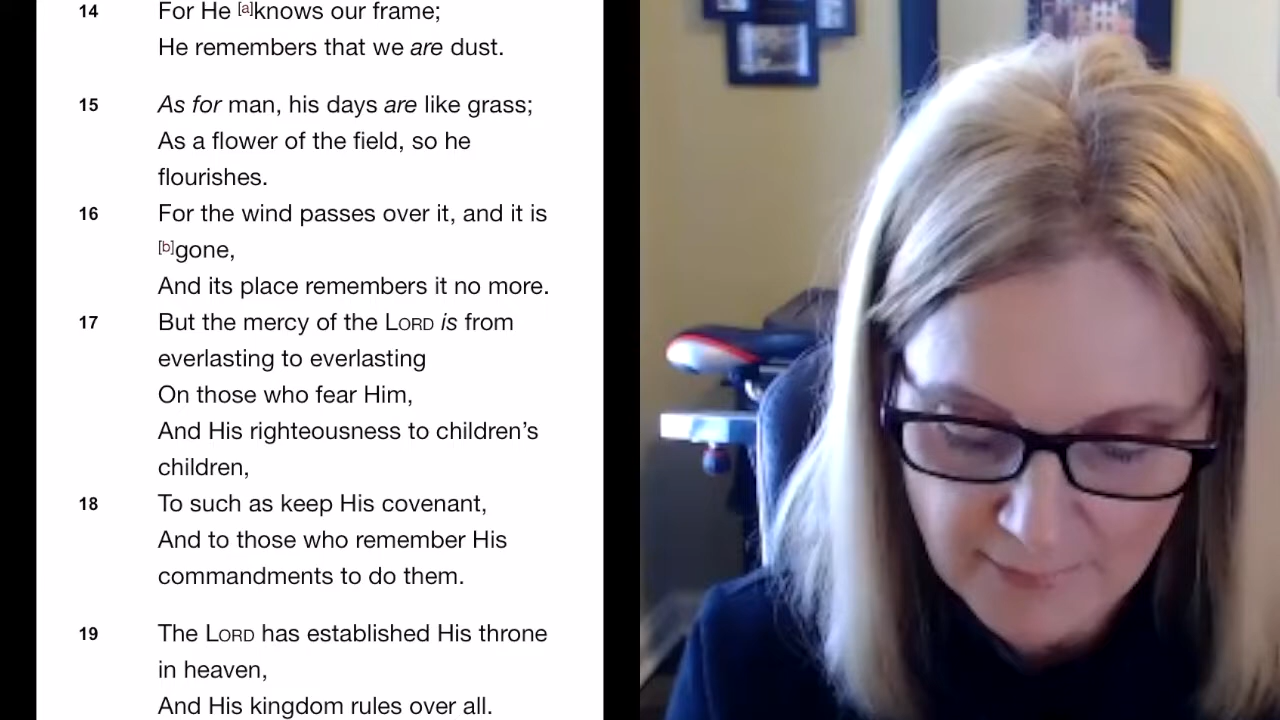 14 For He [a]knows our frame;
He remembers that we are dust.
15 As for man, his days are like grass;
As a flower of the field, so he
flourishes.
16 For the wind passes over it, and it is
[b]gone,
And its place remembers it no more.
17 But the mercy of the LORD is from
everlasting to everlasting
On those who fear Him,
And His righteousness to children’s
children,
18 To such as keep His covenant,
And to those who remember His
commandments to do them.
19 The LORD has established His throne
in heaven,
And His kingdom rules over all.